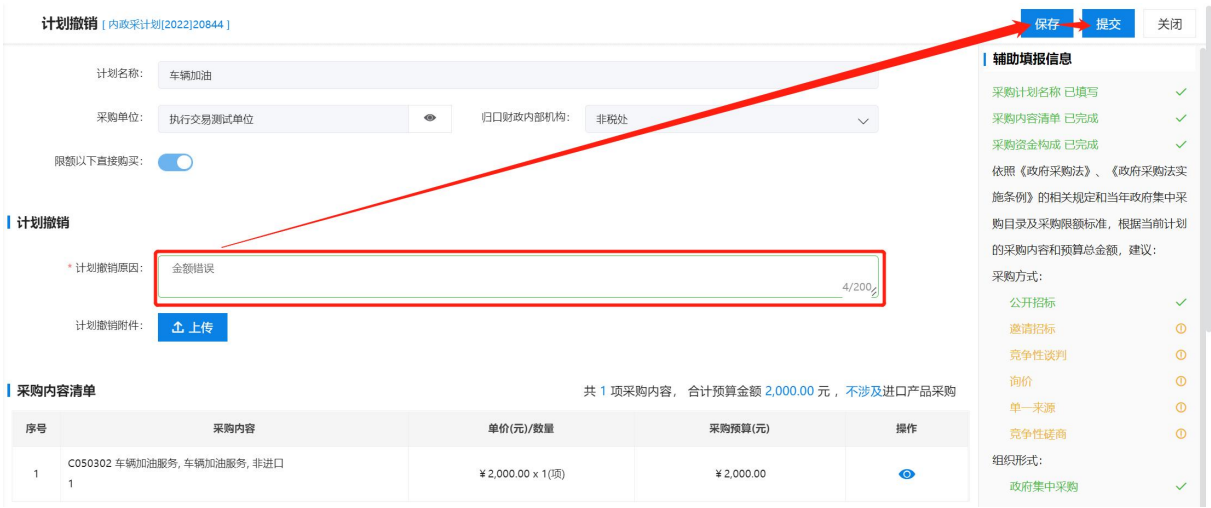 计划撤销 [ 内政采计划[2022]20844 ]
保存 提交 关闭
计划名称: 车辆加油
采购单位: 执行交易测试单位 归口财政内部机构: 非税处
限额以下直接购买:
计划撤销
* 计划撤销原因: 金额错误
4/200
计划撤销附件: 上传
采购内容清单 共 1 项采购内容, 合计预算金额 2,000.00 元 , 不涉及进口产品采购
序号 采购内容 单价(元)/数量 采购预算(元) 操作
1 C050302 车辆加油服务, 车辆加油服务, 非进口 ¥ 2,000.00 x 1(项) ¥ 2,000.00
1
辅助填报信息
采购计划名称 已填写
采购内容清单 已完成
采购资金构成 已完成
依照《政府采购法》、《政府采购法实
施条例》的相关规定和当年政府集中采
购目录及采购限额标准，根据当前计划
的采购内容和预算总金额，建议：
采购方式:
公开招标
邀请招标
竞争性谈判
询价
单一来源
竞争性磋商
组织形式:
政府集中采购